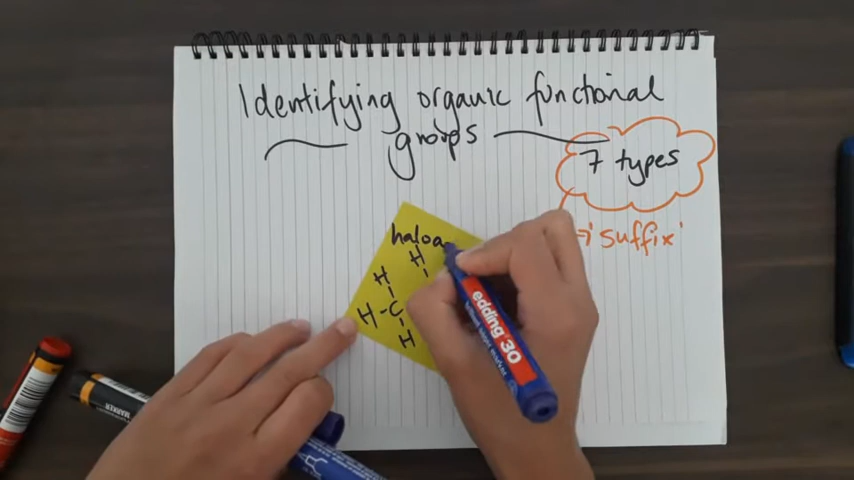 Identifying organic functional
groups
7 types
'suffix'
haloa
H
H
H-C
H
edding 30